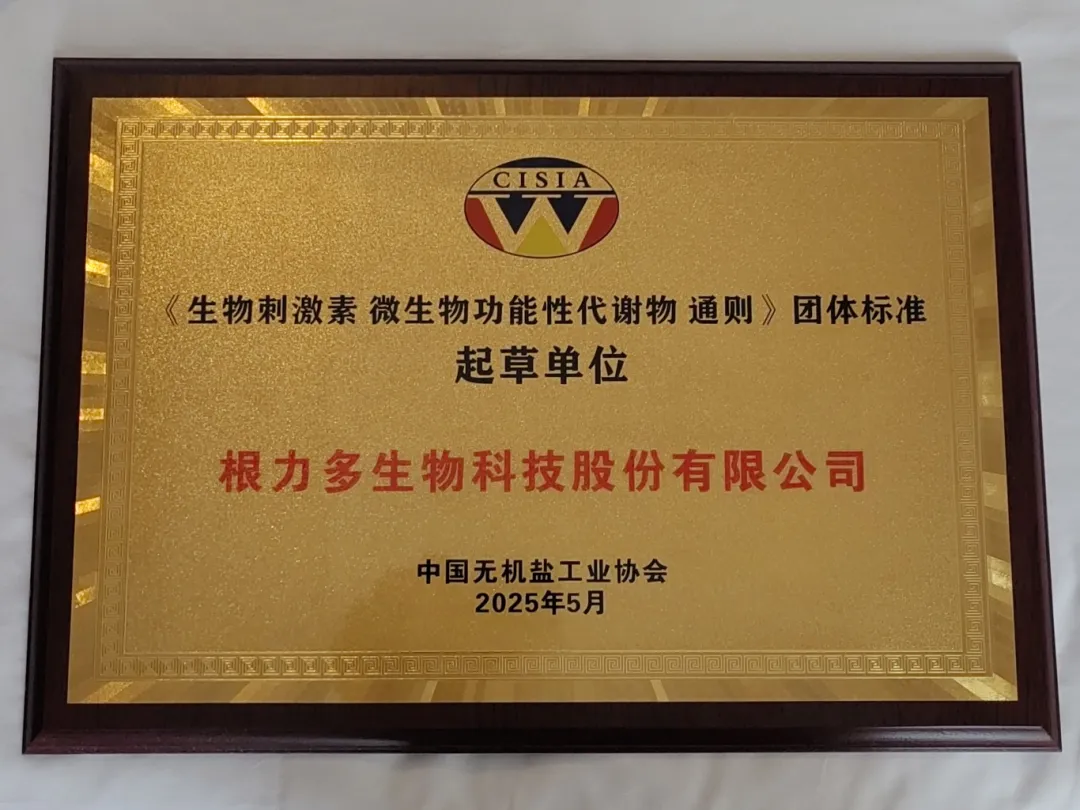 CISIA
《生物刺激素 微生物功能性代谢物 通则》团体标准
起草单位
根力多生物科技股份有限公司
中国无机盐工业协会
2025年5月